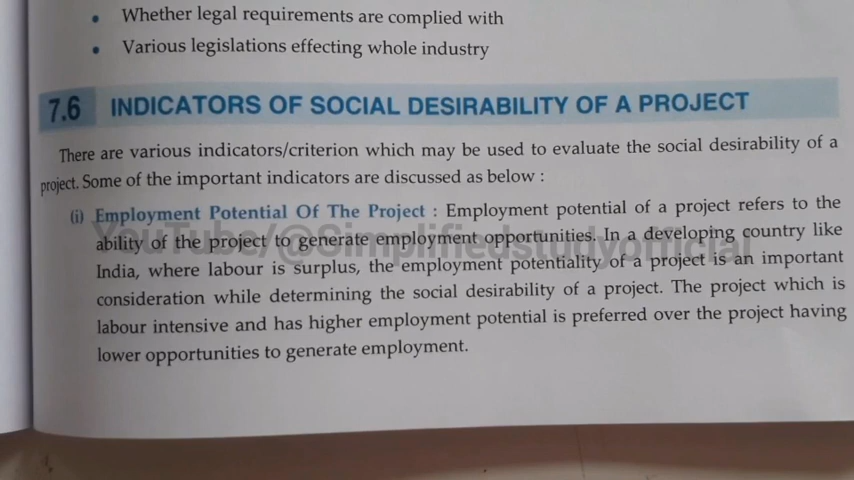 • Whether legal requirements are complied with
• Various legislations effecting whole industry
7.6 INDICATORS OF SOCIAL DESIRABILITY OF A PROJECT
There are various indicators/criterion which may be used to evaluate the social desirability of a
project. Some of the important indicators are discussed as below :
(i) Employment Potential Of The Project : Employment potential of a project refers to the
ability of the project to generate employment opportunities. In a developing country like
YouTube/@Simplifiedstudyofficial
India, where labour is surplus, the employment potentiality of a project is an important
consideration while determining the social desirability of a project. The project which is
labour intensive and has higher employment potential is preferred over the project having
lower opportunities to generate employment.